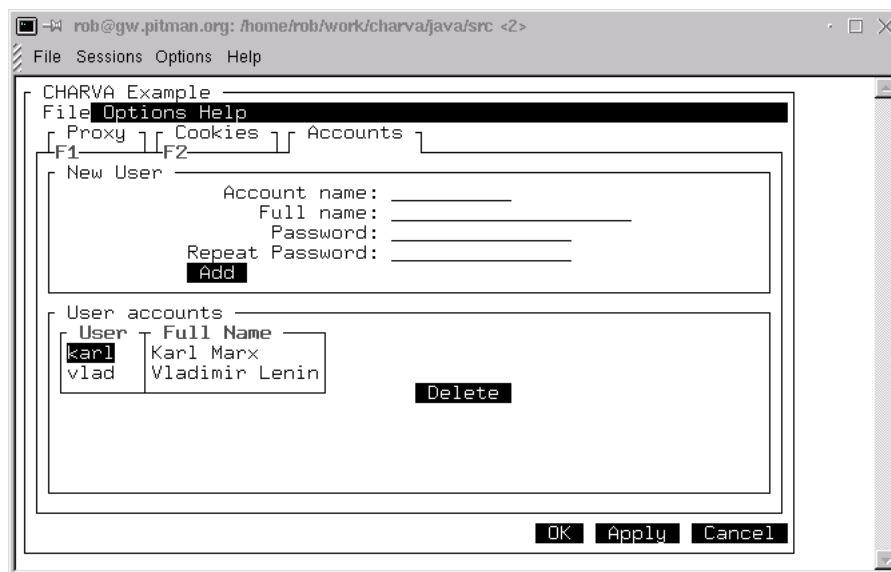 rob@gw.pitman.org: /home/rob/work/charva/java/src <2>
File Sessions Options Help
CHARVA Example
File Options Help
Proxy Cookies Accounts
F1 F2
New User
Account name:
Full name:
Password:
Repeat Password:
Add
User accounts
User Full Name
karl Karl Marx
vlad Vladimir Lenin
Delete
OK Apply Cancel